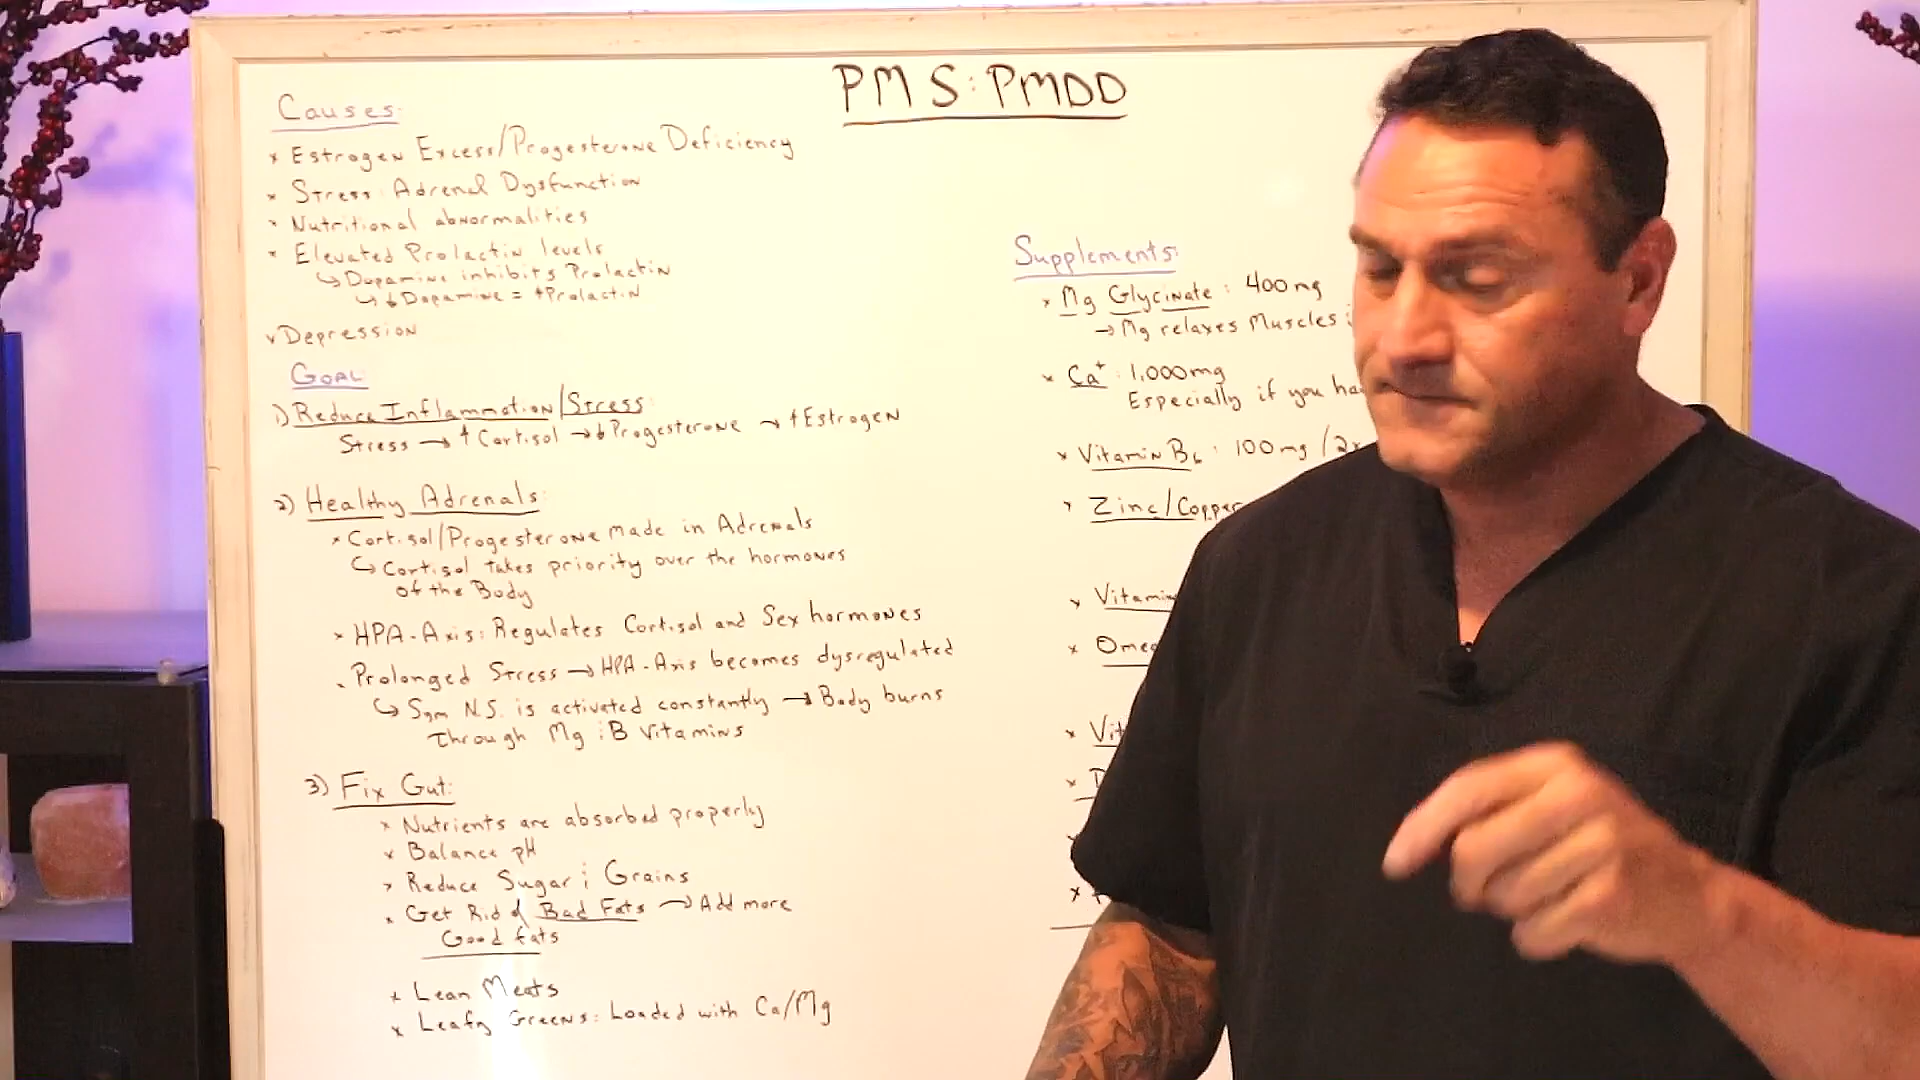 PMS: PMDD
Causes:
* Estrogen Excess/Progesterone Deficiency
* Stress: Adrenal Dysfunction
* Nutritional abnormalities
* Elevated Prolactin levels
↳ Dopamine inhibits Prolactin
↳ ↓Dopamine = ↑Prolactin
* Depression
GOAL
1) Reduce Inflammation/Stress:
Stress → ↑Cortisol → ↓Progesterone → ↑Estrogen
2) Healthy Adrenals:
* Cortisol/Progesterone made in Adrenals
↳ Cortisol takes priority over the hormones
of the Body
* HPA-Axis: Regulates Cortisol and Sex hormones
* Prolonged Stress → HPA-Axis becomes dysregulated
↳ Sym N.S. is activated constantly → Body burns
through Mg & B Vitamins
3) Fix Gut:
* Nutrients are absorbed properly
* Balance pH
* Reduce Sugar & Grains
* Get Rid of Bad Fats → Add more
Good fats
* Lean Meats
* Leafy Greens: Loaded with Ca/Mg
Supplements:
* Mg Glycinate: 400mg
→ Mg relaxes Muscles &
* Ca+: 1,000mg
Especially if you ha
* Vitamin B6: 100mg/2x
* Zinc/Copper
* Vitamin
* Omeg
* Vit
* D